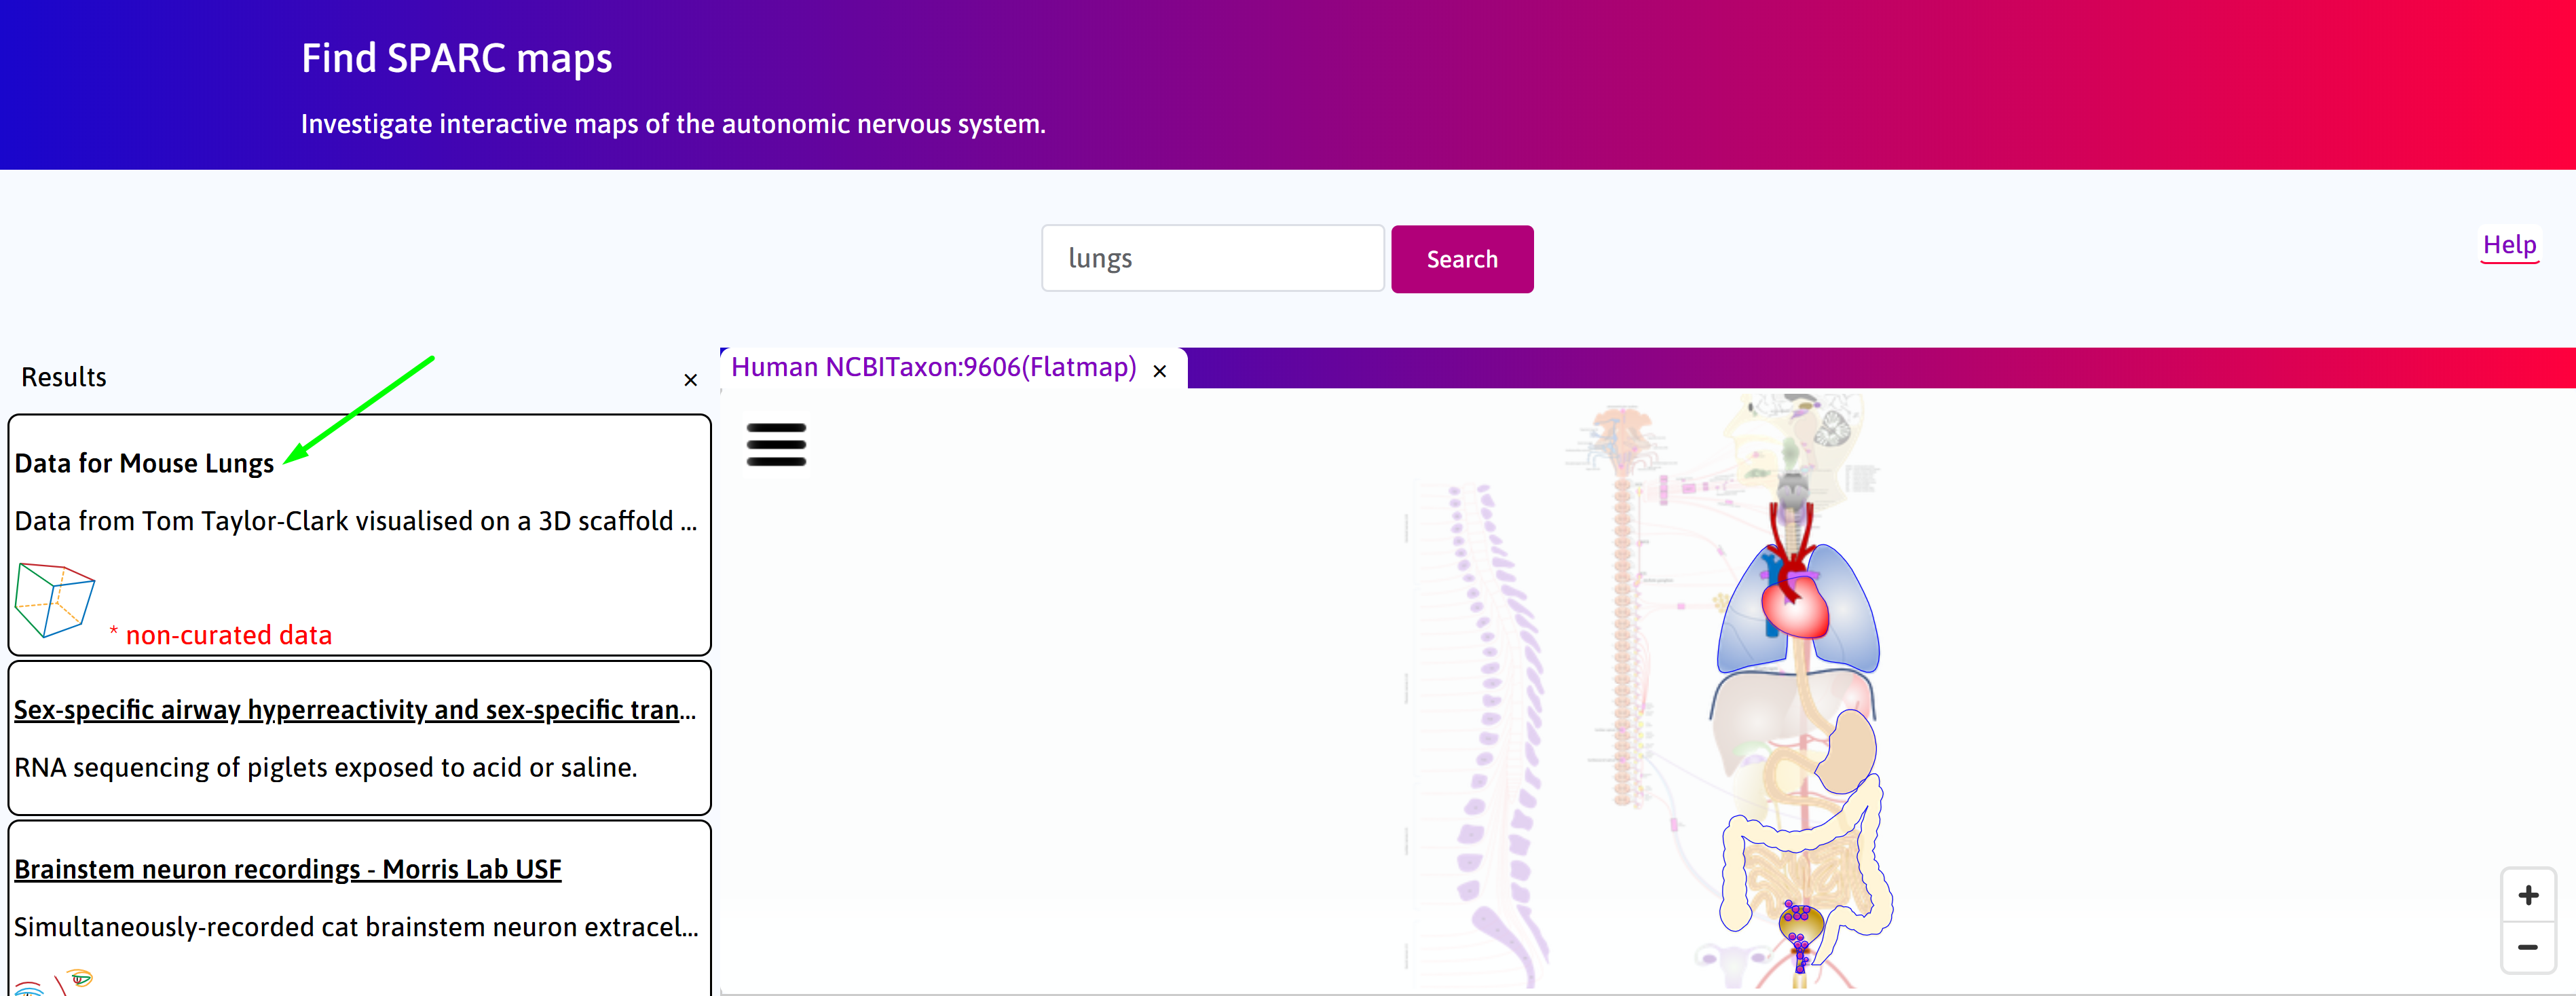 Find SPARC maps
Investigate interactive maps of the autonomic nervous system.
lungs
Search
Help
Results
×
Human NCBITaxon:9606(Flatmap) ×
Data for Mouse Lungs
Data from Tom Taylor-Clark visualised on a 3D scaffold ...
* non-curated data
Sex-specific airway hyperreactivity and sex-specific tran...
RNA sequencing of piglets exposed to acid or saline.
Brainstem neuron recordings - Morris Lab USF
Simultaneously-recorded cat brainstem neuron extracel...
+
−